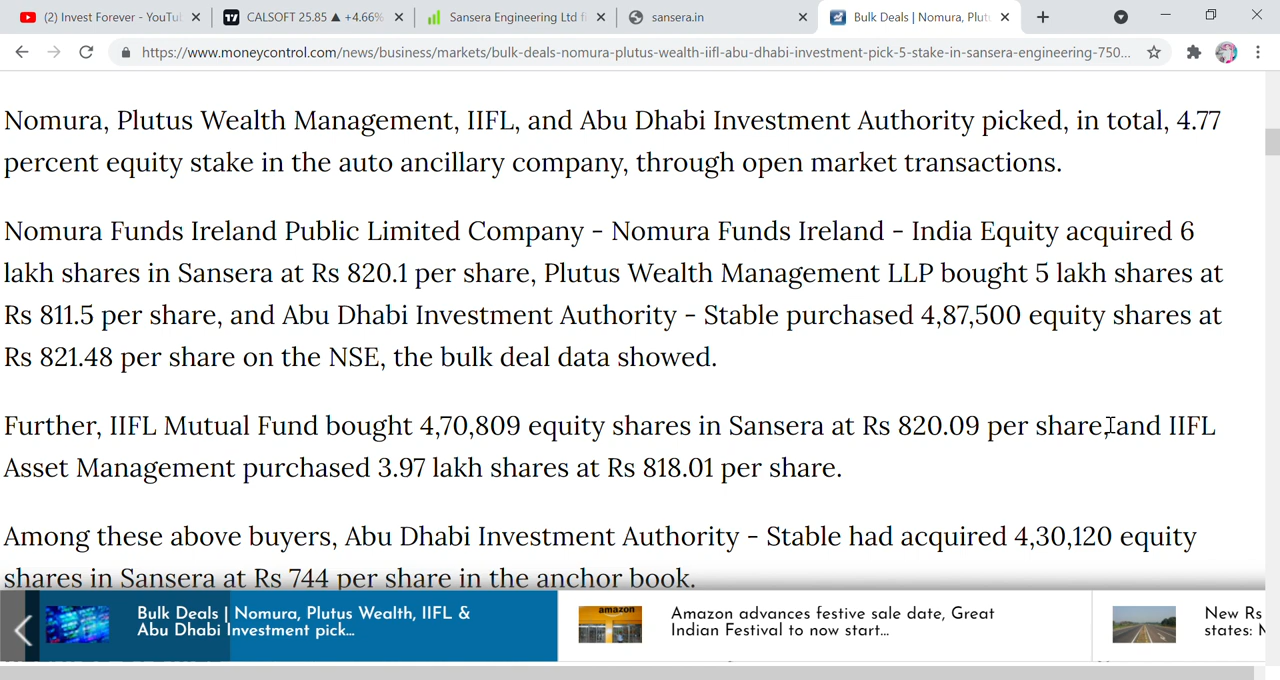 (2) Invest Forever - YouTu
CALSOFT 25.85 ▲ +4.66%
Sansera Engineering Ltd fi
sansera.in
Bulk Deals | Nomura, Plut
https://www.moneycontrol.com/news/business/markets/bulk-deals-nomura-plutus-wealth-iifl-abu-dhabi-investment-pick-5-stake-in-sansera-engineering-750...
Nomura, Plutus Wealth Management, IIFL, and Abu Dhabi Investment Authority picked, in total, 4.77
percent equity stake in the auto ancillary company, through open market transactions.
Nomura Funds Ireland Public Limited Company - Nomura Funds Ireland - India Equity acquired 6
lakh shares in Sansera at Rs 820.1 per share, Plutus Wealth Management LLP bought 5 lakh shares at
Rs 811.5 per share, and Abu Dhabi Investment Authority - Stable purchased 4,87,500 equity shares at
Rs 821.48 per share on the NSE, the bulk deal data showed.
Further, IIFL Mutual Fund bought 4,70,809 equity shares in Sansera at Rs 820.09 per share, and IIFL
Asset Management purchased 3.97 lakh shares at Rs 818.01 per share.
Among these above buyers, Abu Dhabi Investment Authority - Stable had acquired 4,30,120 equity
shares in Sansera at Rs 744 per share in the anchor book.
Bulk Deals | Nomura, Plutus Wealth, IIFL &
Abu Dhabi Investment pick...
amazon
Amazon advances festive sale date, Great
Indian Festival to now start...
New Rs
states: